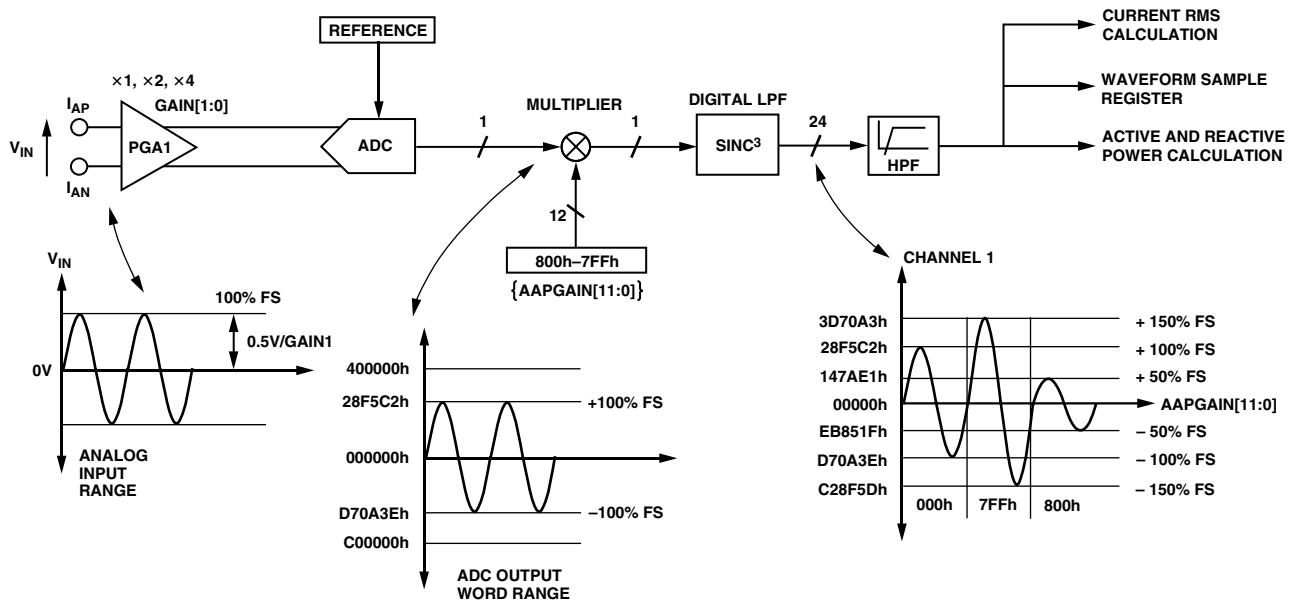 CURRENT RMS
CALCULATION
REFERENCE
×1, ×2, ×4
GAIN[1:0]
IAP
VIN
IAN
PGA1
ADC
1
MULTIPLIER
1
DIGITAL LPF
SINC3
24
HPF
WAVEFORM SAMPLE
REGISTER
ACTIVE AND REACTIVE
POWER CALCULATION
12
800h–7FFh
{AAPGAIN[11:0]}
VIN
100% FS
0.5V/GAIN1
0V
ANALOG
INPUT
RANGE
400000h
28F5C2h
+100% FS
000000h
D70A3Eh
–100% FS
C00000h
ADC OUTPUT
WORD RANGE
CHANNEL 1
3D70A3h
+ 150% FS
28F5C2h
+ 100% FS
147AE1h
+ 50% FS
00000h
AAPGAIN[11:0]
EB851Fh
– 50% FS
D70A3Eh
– 100% FS
C28F5Dh
– 150% FS
000h
7FFh
800h